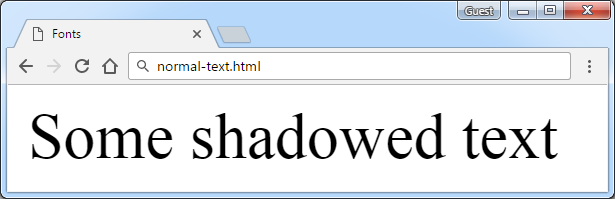 Guest
Fonts
normal-text.html
Some shadowed text